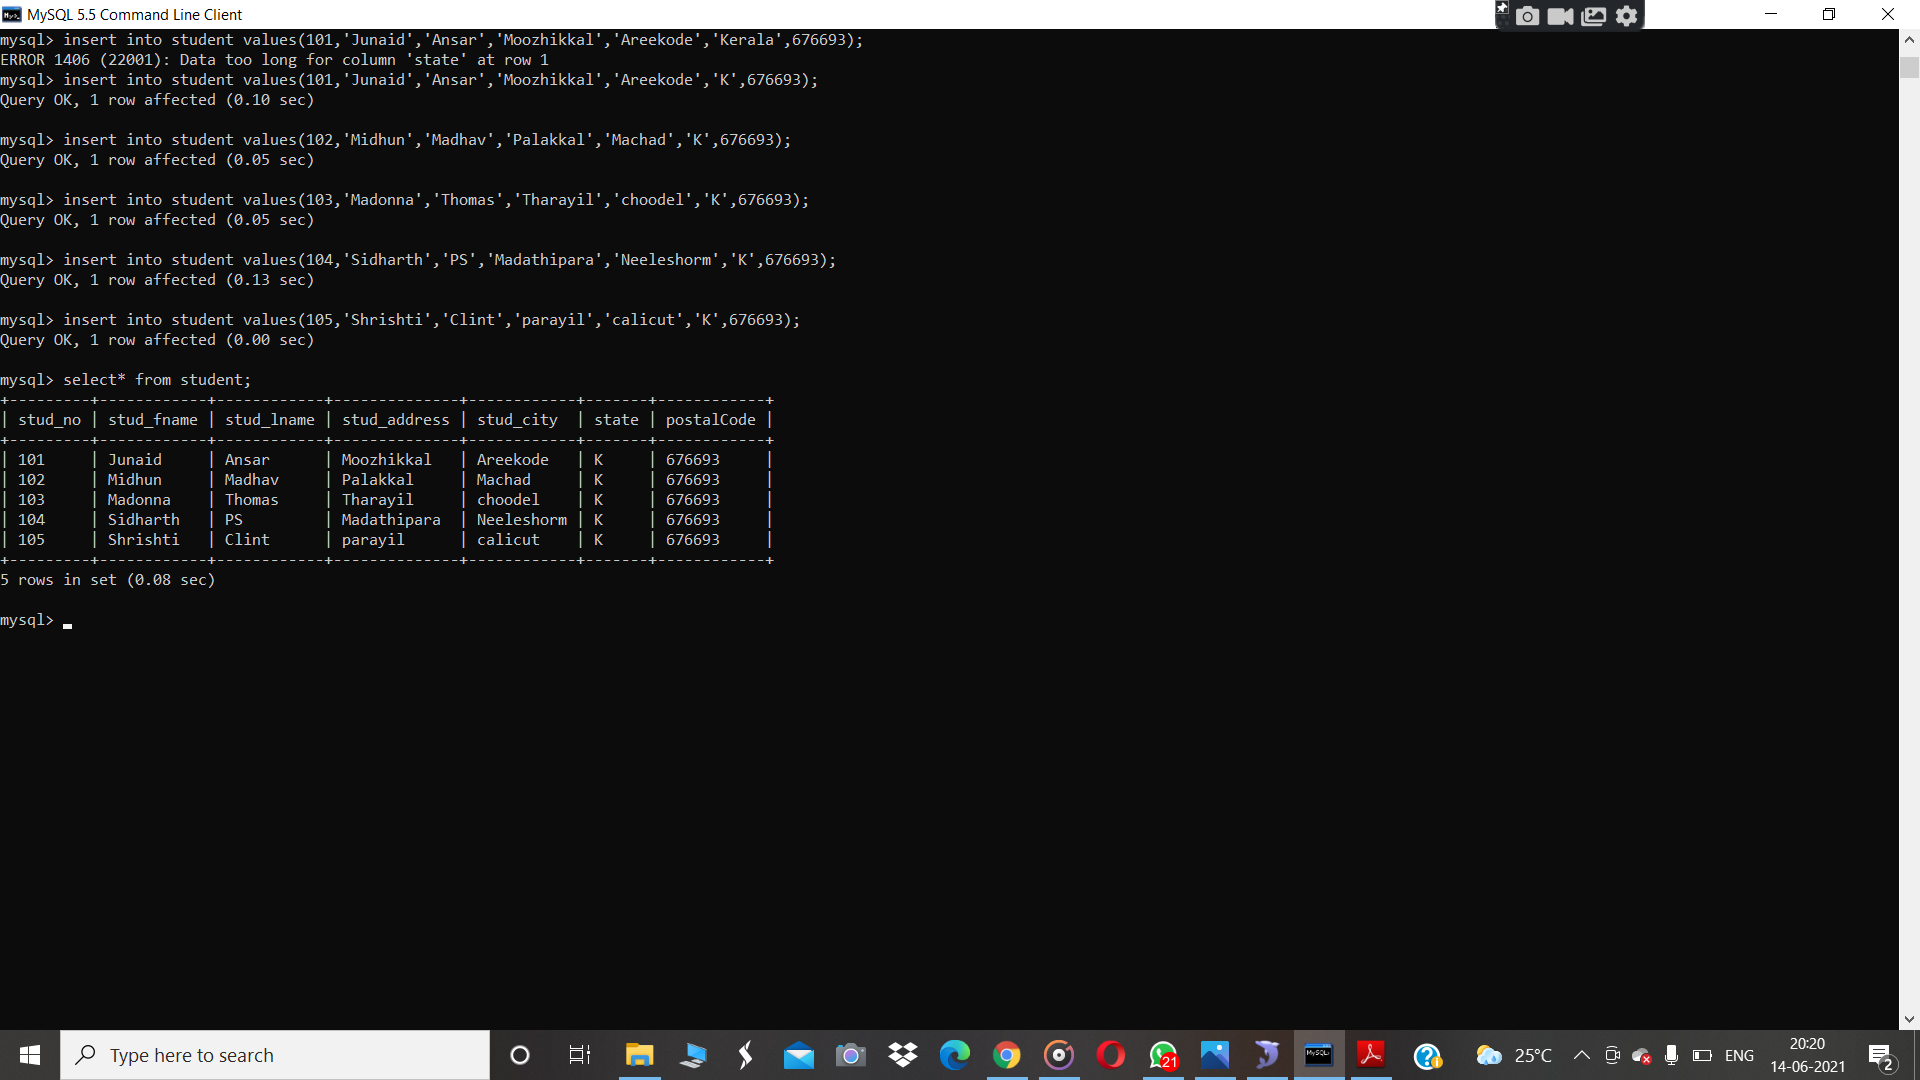 MySQL 5.5 Command Line Client
mysql> insert into student values(101,'Junaid','Ansar','Moozhikkal','Areekode','Kerala',676693);
ERROR 1406 (22001): Data too long for column 'state' at row 1
mysql> insert into student values(101,'Junaid','Ansar','Moozhikkal','Areekode','K',676693);
Query OK, 1 row affected (0.10 sec)
mysql> insert into student values(102,'Midhun','Madhav','Palakkal','Machad','K',676693);
Query OK, 1 row affected (0.05 sec)
mysql> insert into student values(103,'Madonna','Thomas','Tharayil','choodel','K',676693);
Query OK, 1 row affected (0.05 sec)
mysql> insert into student values(104,'Sidharth','PS','Madathipara','Neeleshorm','K',676693);
Query OK, 1 row affected (0.13 sec)
mysql> insert into student values(105,'Shrishti','Clint','parayil','calicut','K',676693);
Query OK, 1 row affected (0.00 sec)
mysql> select* from student;
+---------+------------+------------+--------------+------------+-------+------------+
| stud_no | stud_fname | stud_lname | stud_address | stud_city  | state | postalCode |
+---------+------------+------------+--------------+------------+-------+------------+
| 101     | Junaid     | Ansar      | Moozhikkal   | Areekode   | K     | 676693     |
| 102     | Midhun     | Madhav     | Palakkal     | Machad     | K     | 676693     |
| 103     | Madonna    | Thomas     | Tharayil     | choodel    | K     | 676693     |
| 104     | Sidharth   | PS         | Madathipara  | Neeleshorm | K     | 676693     |
| 105     | Shrishti   | Clint      | parayil      | calicut    | K     | 676693     |
+---------+------------+------------+--------------+------------+-------+------------+
5 rows in set (0.08 sec)
mysql> _
Type here to search
21
MySQL
25°C
ENG
20:20
14-06-2021
2